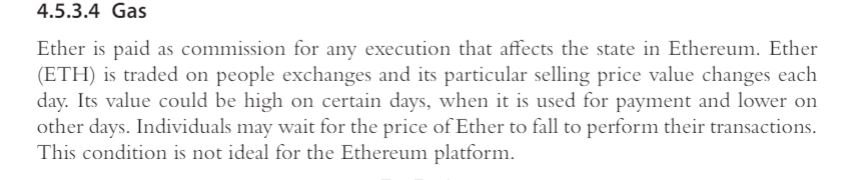 4.5.3.4 Gas
Ether is paid as commission for any execution that affects the state in Ethereum. Ether
(ETH) is traded on people exchanges and its particular selling price value changes each
day. Its value could be high on certain days, when it is used for payment and lower on
other days. Individuals may wait for the price of Ether to fall to perform their transactions.
This condition is not ideal for the Ethereum platform.